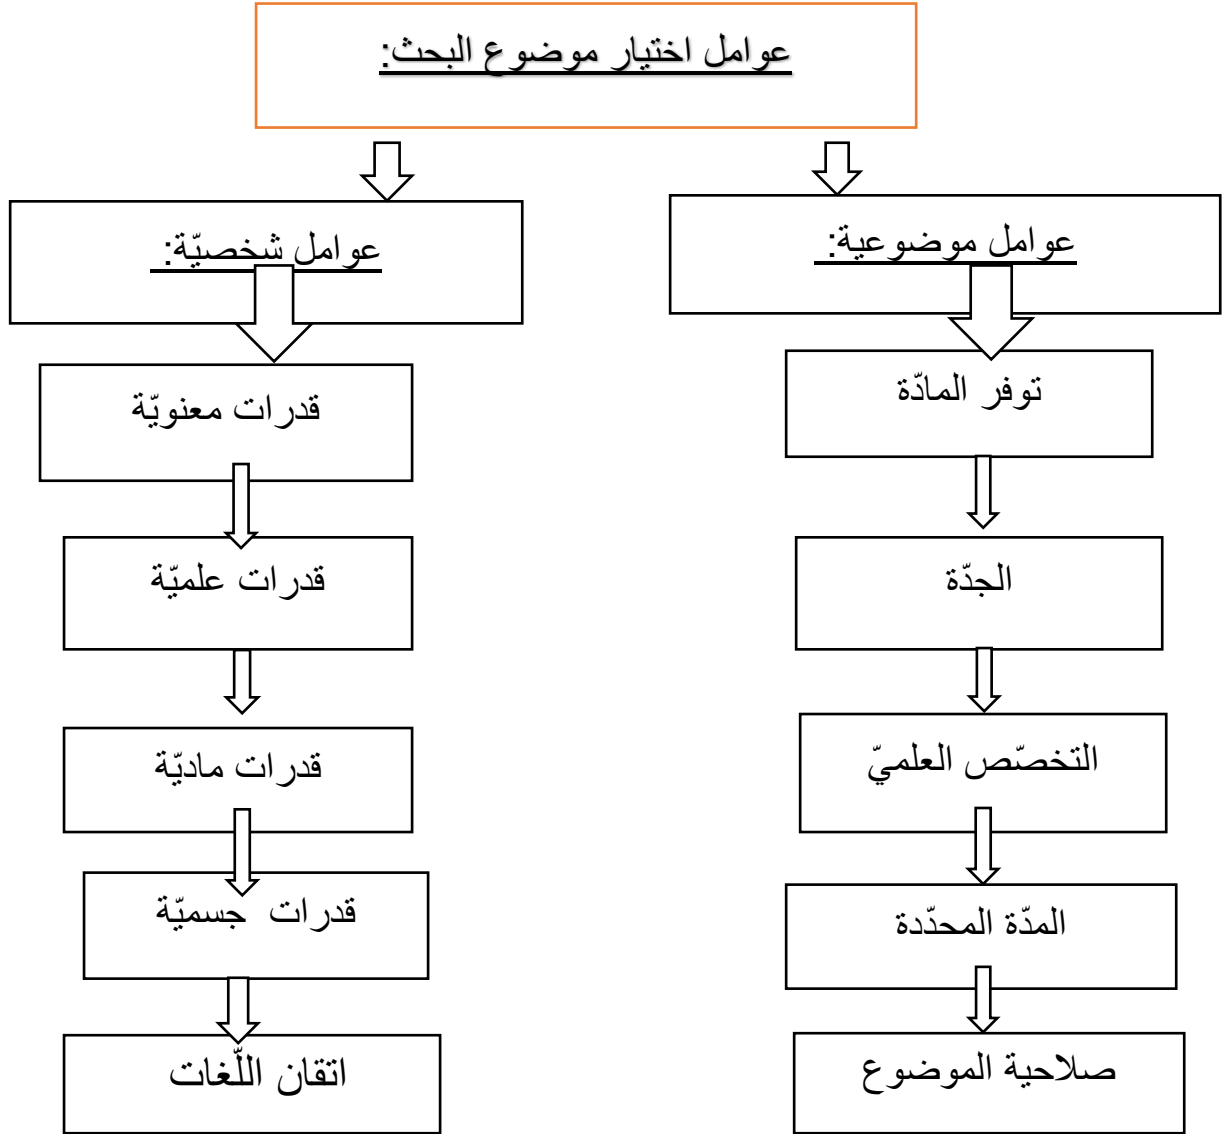 عوامل اختيار موضوع البحث:
عوامل موضوعية:
توفر المادّة
الجدّة
التخصّص العلميّ
المدّة المحدّدة
صلاحية الموضوع
عوامل شخصيّة:
قدرات معنويّة
قدرات علميّة
قدرات ماديّة
قدرات جسميّة
اتقان اللّغات